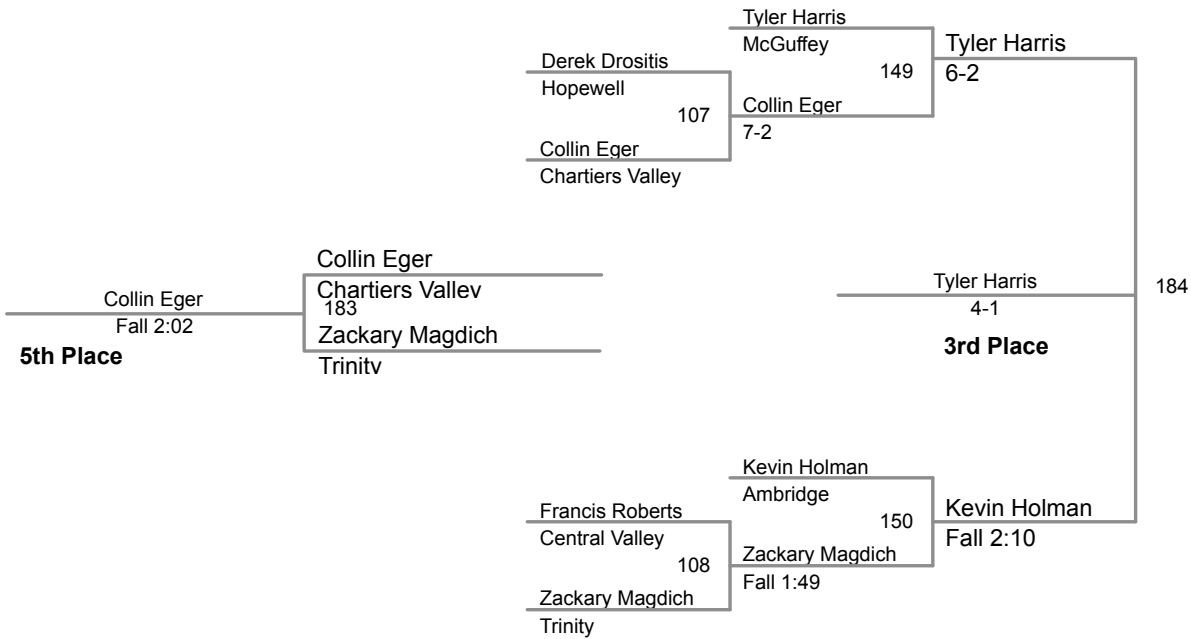 Tyler Harris
McGuffey
Tyler Harris
149
6-2
Derek Drositis
Hopewell
107
Collin Eger
7-2
Collin Eger
Chartiers Valley
Collin Eger
Chartiers Valley
183
Collin Eger
Fall 2:02
5th Place
Zackary Magdich
Trinity
Tyler Harris
4-1
3rd Place
184
Kevin Holman
Ambridge
150
Kevin Holman
Fall 2:10
Francis Roberts
Central Valley
108
Zackary Magdich
Fall 1:49
Zackary Magdich
Trinity